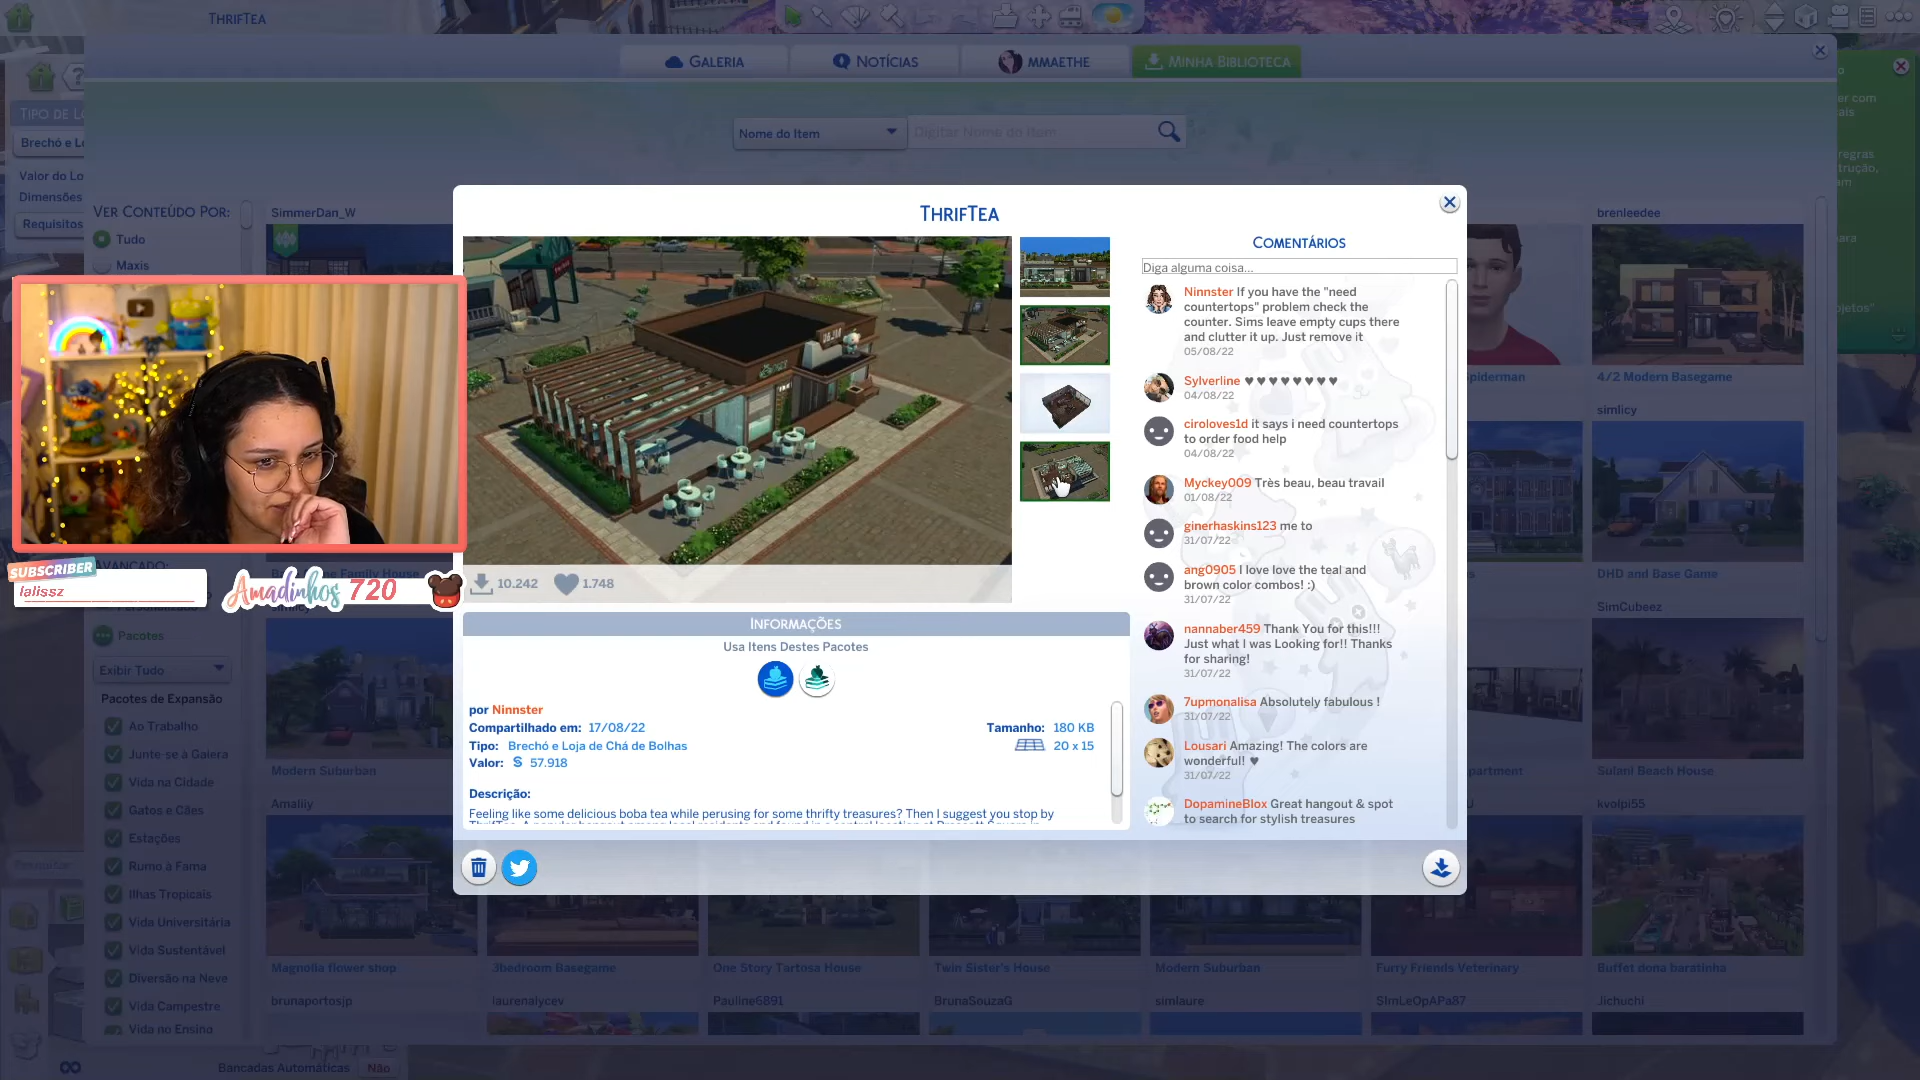 ThrifTea
Galeria
Notícias
mmaethe
Minha Biblioteca
Tipo de Lo
Brechó e Lo
Valor do Lo
Dimensões
Requisitos
Nome do Item
Digitar Nome do Item
Ver Conteúdo Por:
Tudo
Maxis
SimmerDan_W
brenleedee
ThrifTea
Comentários
Diga alguma coisa...
Ninnster If you have the "need
countertops" problem check the
counter. Sims leave empty cups there
and clutter it up. Just remove it
05/08/22
Sylverline ♥♥♥♥♥♥♥♥
04/08/22
ciroloves1d it says i need countertops
to order food help
04/08/22
Myckey009 Très beau, beau travail
01/08/22
ginerhaskins123 me to
31/07/22
ang0905 I love love the teal and
brown color combos! :)
31/07/22
nannaber459 Thank You for this!!!
Just what I was Looking for!! Thanks
for sharing!
31/07/22
7upmonalisa Absolutely fabulous !
31/07/22
Lousari Amazing! The colors are
wonderful! ♥
31/07/22
DopamineBlox Great hangout & spot
to search for stylish treasures
10.242
1.748
Informações
Usa Itens Destes Pacotes
por Ninnster
Compartilhado em: 17/08/22
Tamanho: 180 KB
Tipo: Brechó e Loja de Chá de Bolhas
20 x 15
Valor: § 57.918
Descrição:
Feeling like some delicious boba tea while perusing for some thrifty treasures? Then I suggest you stop by
SUBSCRIBER
lalissz
Amadinhos 720
Avançado:
Pacotes
Exibir Tudo
Pacotes de Expansão
Ao Trabalho
Junte-se à Galera
Vida na Cidade
Gatos e Cães
Estações
Rumo à Fama
Ilhas Tropicais
Vida Universitária
Vida Sustentável
Diversão na Neve
Vida Campestre
Vida no Ensino
Pesquisar
Spiderman
4/2 Modern Basegame
simlicy
DHD and Base Game
SimCubeez
Modern Suburban
Sulani Beach House
Amaliiy
kvolpi55
Magnolia flower shop
3bedroom Basegame
One Story Tartosa House
Twin Sister's House
Modern Suburban
Furry Friends Veterinary
Buffet dona baratinha
brunaportosjp
laurenalycev
Pauline6891
BrunaSouzaG
simlaure
SImLeOpAPa87
Jichuchi
Bancadas Automáticas Não